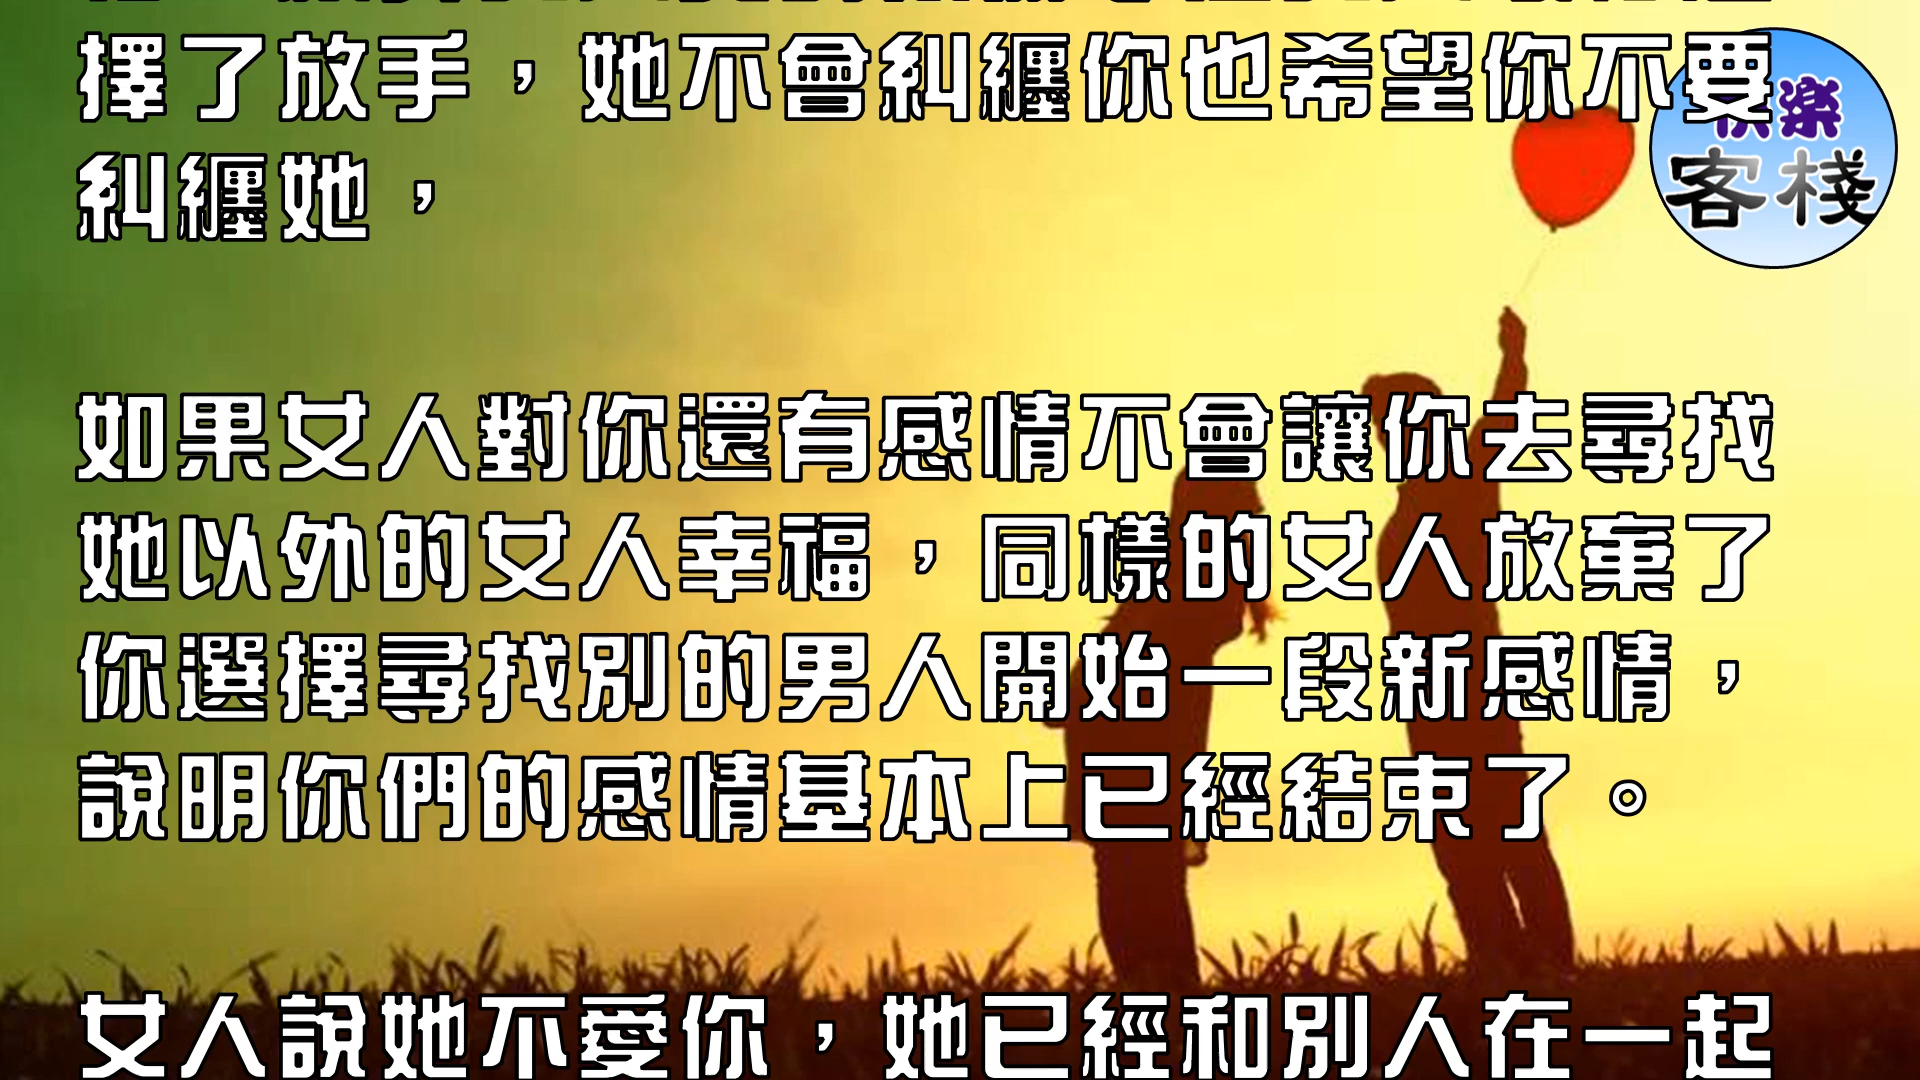 擇了放手，她不會糾纏你也希望你不要
糾纏她，
如果女人對你還有感情不會讓你去尋找
她以外的女人幸福，同樣的女人放棄了
你選擇尋找別的男人開始一段新感情，
說明你們的感情基本上已經結束了。
女人說她不愛你，她已經和別人在一起
樂
客栈